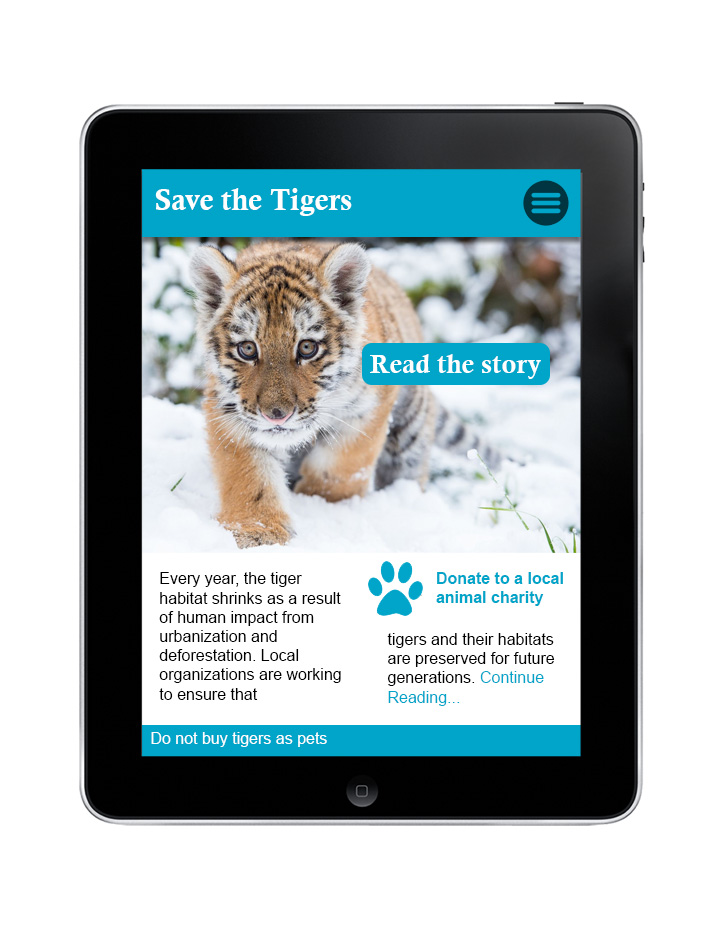 Save the Tigers
Read the story
Every year, the tiger
habitat shrinks as a result
of human impact from
urbanization and
deforestation. Local
organizations are working
to ensure that
Donate to a local
animal charity
tigers and their habitats
are preserved for future
generations. Continue
Reading...
Do not buy tigers as pets